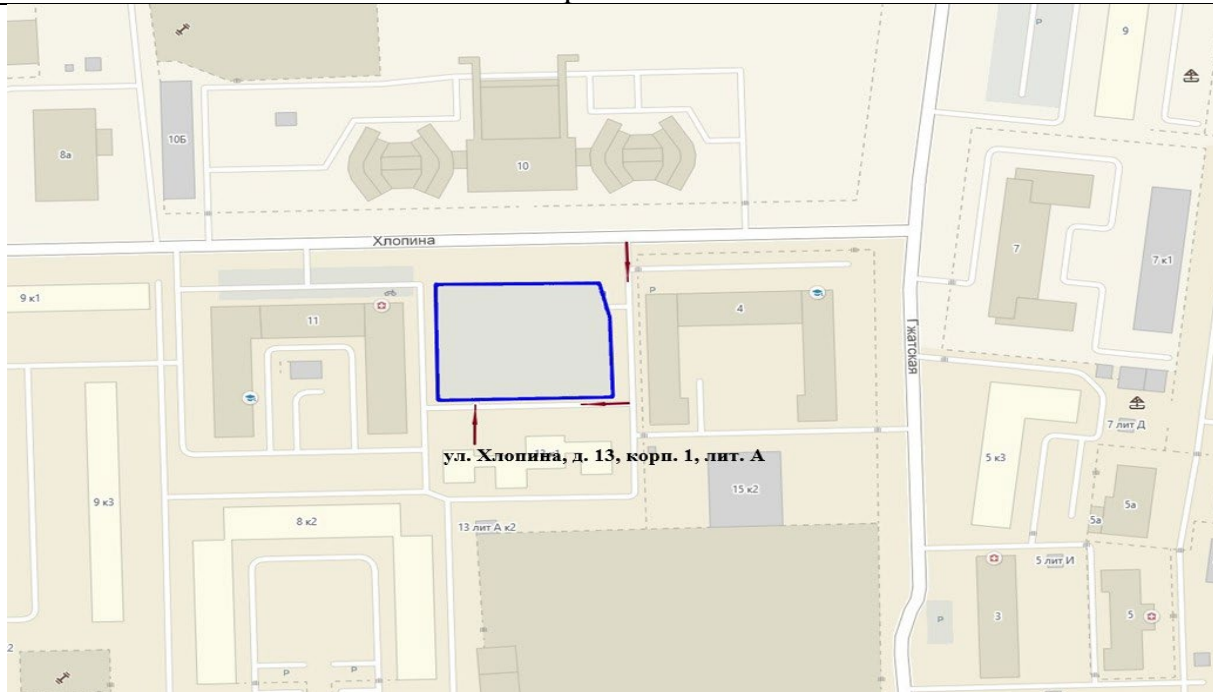 Р
9
8а
10Б
10
7
7 к1
Хлопина
9 к1
11
Р
4
Гжатская
7 лит Д
ул. Хлопина, д. 13, корп. 1, лит. А
5 к3
9 к3
15 к2
5а
5а
8 к2
13 лит А к2
5 лит И
Р
3
5
2
Р
Р